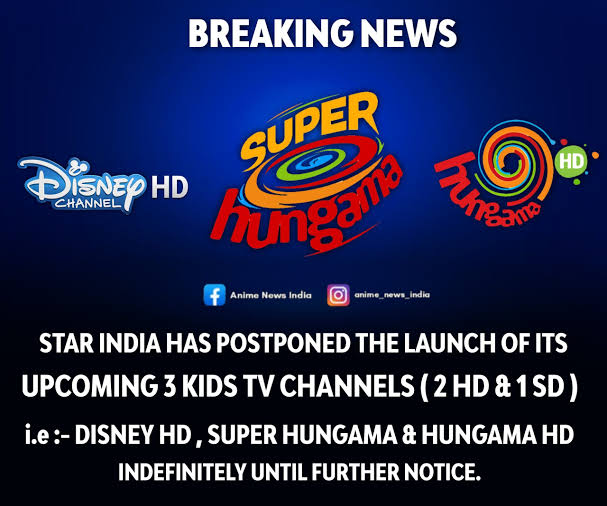 BREAKING NEWS
DISNEY HD
CHANNEL
SUPER
hungama
hungama HD
Anime News India anime_news_india
STAR INDIA HAS POSTPONED THE LAUNCH OF ITS
UPCOMING 3 KIDS TV CHANNELS ( 2 HD & 1 SD )
i.e :- DISNEY HD , SUPER HUNGAMA & HUNGAMA HD
INDEFINITELY UNTIL FURTHER NOTICE.